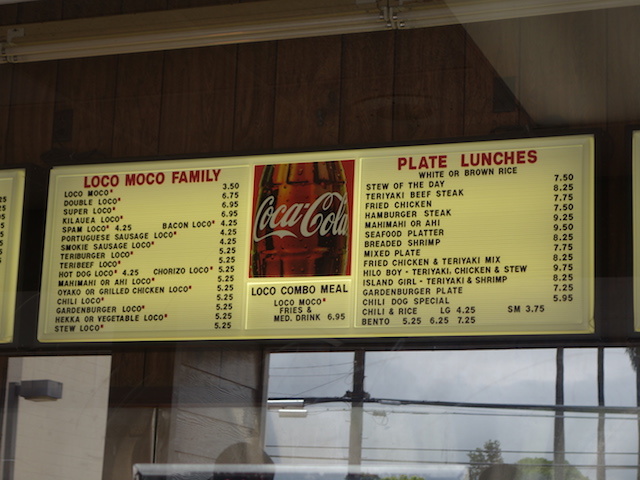 LOCO MOCO FAMILY
LOCO MOCO* 3.50
DOUBLE LOCO* 6.75
SUPER LOCO* 6.95
KILAUEA LOCO* 6.95
SPAM LOCO* 4.25 BACON LOCO* 4.25
PORTUGUESE SAUSAGE LOCO* 4.25
SMOKIE SAUSAGE LOCO* 4.25
TERIBURGER LOCO* 5.25
TERIBEEF LOCO* 5.25
HOT DOG LOCO* 4.25 CHORIZO LOCO* 5.25
MAHIMAHI OR AHI LOCO* 5.25
OYAKO OR GRILLED CHICKEN LOCO* 5.25
CHILI LOCO* 5.25
GARDENBURGER LOCO* 5.25
HEKKA OR VEGETABLE LOCO* 5.25
STEW LOCO* 5.25
Coca-Cola
LOCO COMBO MEAL
LOCO MOCO*
FRIES &
MED. DRINK 6.95
PLATE LUNCHES
WHITE OR BROWN RICE
STEW OF THE DAY 7.50
TERIYAKI BEEF STEAK 8.25
FRIED CHICKEN 7.75
HAMBURGER STEAK 7.50
MAHIMAHI OR AHI 9.25
SEAFOOD PLATTER 9.50
BREADED SHRIMP 8.25
MIXED PLATE 7.75
FRIED CHICKEN & TERIYAKI MIX 8.25
HILO BOY - TERIYAKI, CHICKEN & STEW 9.75
ISLAND GIRL - TERIYAKI & SHRIMP 8.25
GARDENBURGER PLATE 7.25
CHILI DOG SPECIAL 5.95
CHILI & RICE LG 4.25 SM 3.75
BENTO 5.25 6.25 7.25